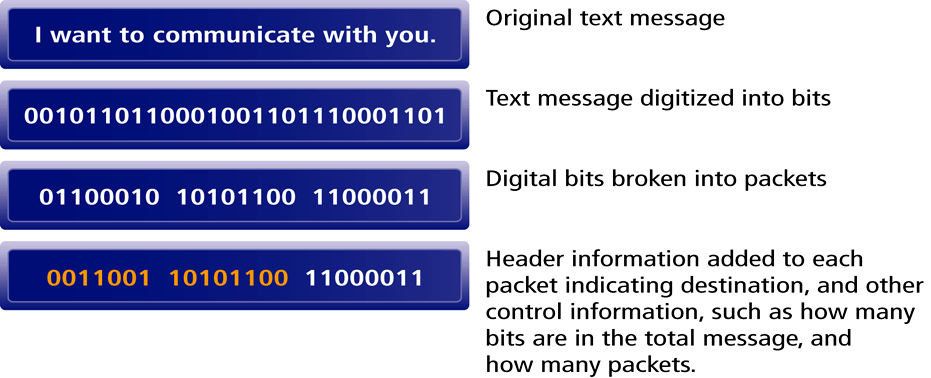 I want to communicate with you.
Original text message
0010110110001001101110001101
Text message digitized into bits
01100010 10101100 11000011
Digital bits broken into packets
0011001 10101100 11000011
Header information added to each
packet indicating destination, and other
control information, such as how many
bits are in the total message, and
how many packets.